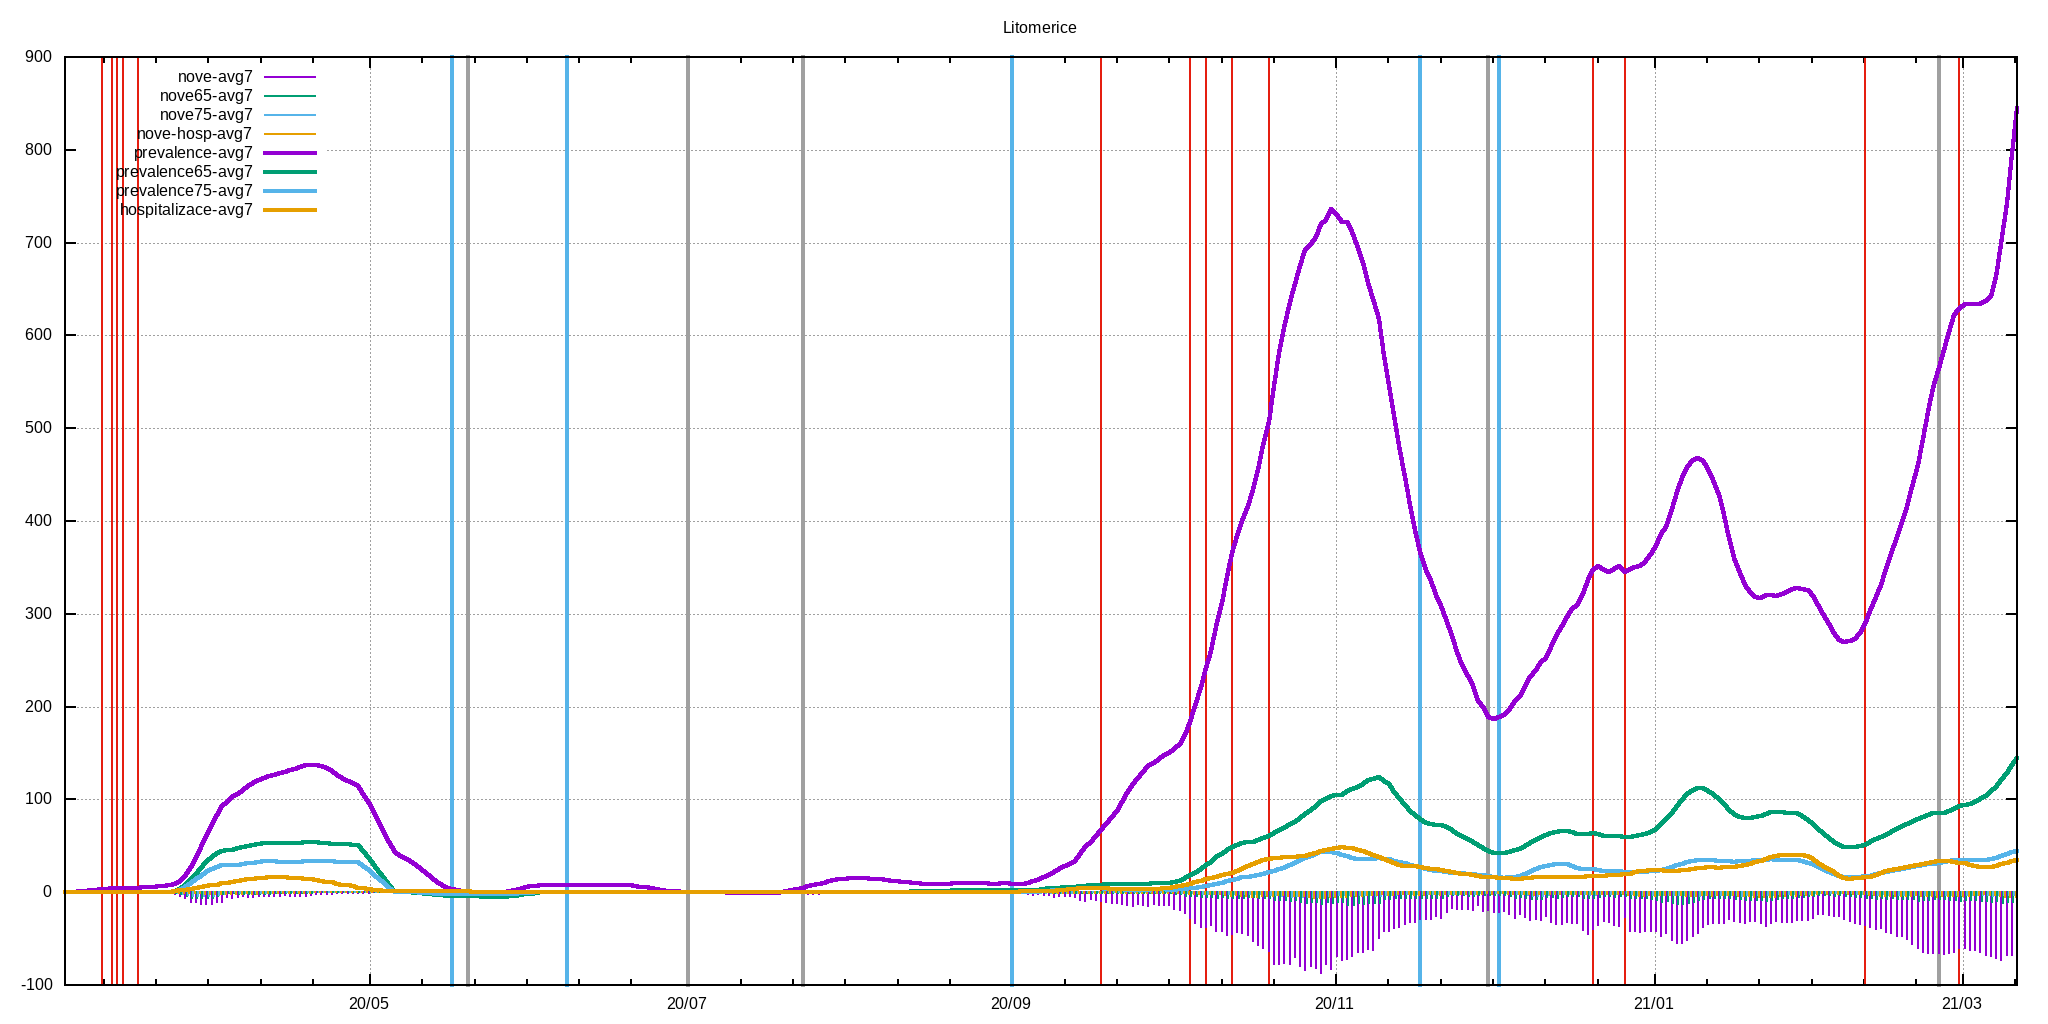 Litomerice
900
800
700
600
500
400
300
200
100
0
-100
nove-avg7
nove65-avg7
nove75-avg7
nove-hosp-avg7
prevalence-avg7
prevalence65-avg7
prevalence75-avg7
hospitalizace-avg7
20/05
20/07
20/09
20/11
21/01
21/03